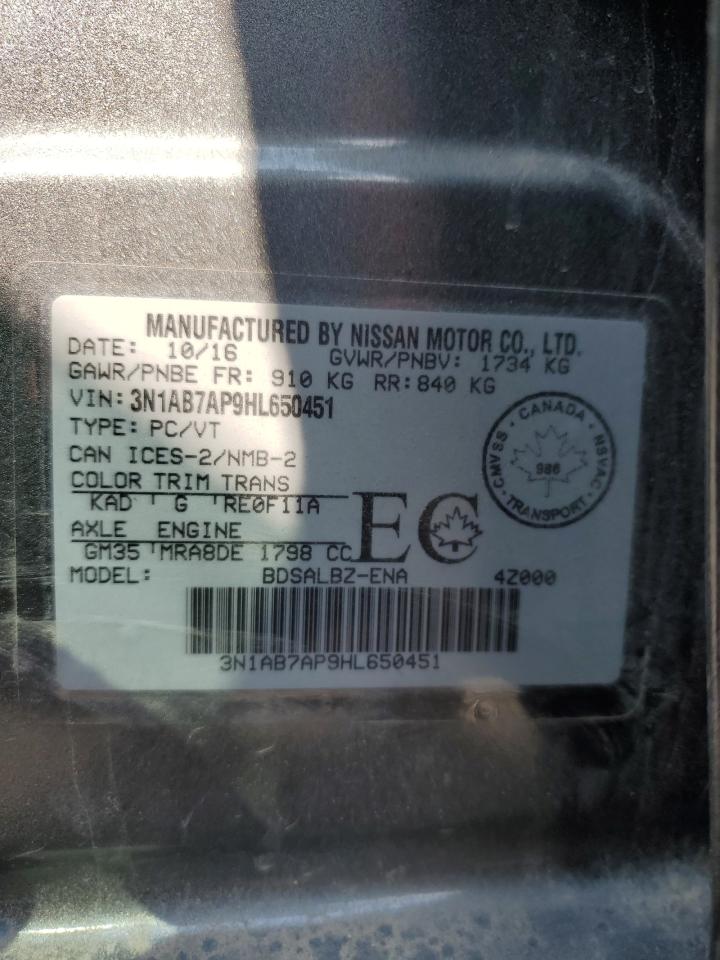 MANUFACTURED BY NISSAN MOTOR CO., LTD.
DATE: 10/16 GVWR/PNBV: 1734 KG
GAWR/PNBE FR: 910 KG RR:840 KG
VIN: 3N1AB7AP9HL650451
TYPE: PC/VT
CAN ICES-2/NMB-2
COLOR TRIM TRANS
KAD G RE0F11A
AXLE ENGINE
GM35 MRA8DE 1798 CC
EC
CANADA
CMVSS NSVAC
986
TRANSPORT
MODEL: BDSALBZ-ENA 4Z000
3N1AB7AP9HL650451